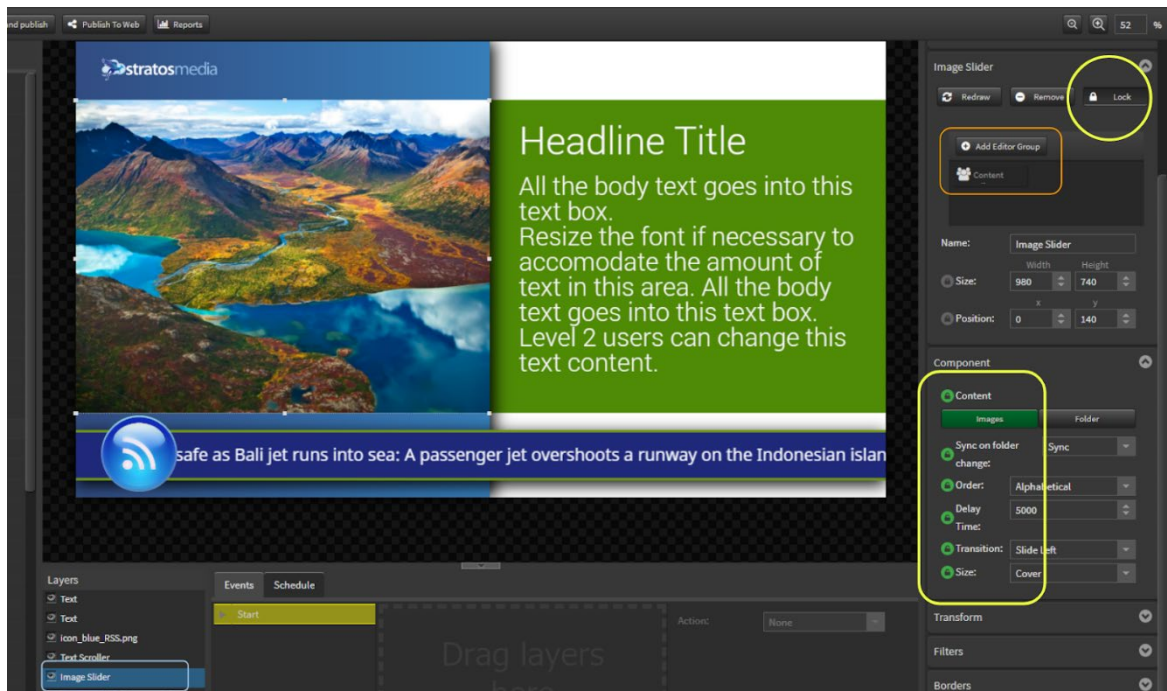 and publish
Publish To Web
Reports
52 %
stratosmedia
Headline Title
All the body text goes into this
text box.
Resize the font if necessary to
accomodate the amount of
text in this area. All the body
text goes into this text box.
Level 2 users can change this
text content.
safe as Bali jet runs into sea: A passenger jet overshoots a runway on the Indonesian islan
Layers
Text
Text
icon_blue_RSS.png
Text Scroller
Image Slider
Events
Schedule
Start
Drag layers
here
Action:
None
Image Slider
Redraw
Remove
Lock
Add Editor Group
Content
Name:
Image Slider
Width
Height
Size:
980
740
x
y
Position:
0
140
Component
Content
Images
Folder
Sync on folder
change:
Sync
Order:
Alphabetical
Delay
Time:
5000
Transition:
Slide Left
Size:
Cover
Transform
Filters
Borders